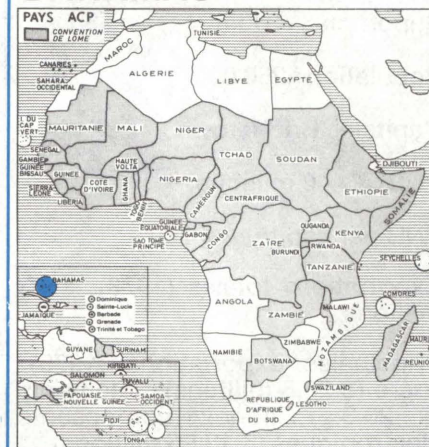 PAYS ACP
CONVENTION
DE LOME
TUNISIE
MAROC
CANARIES
ALGERIE
LIBYE
EGYPTE
SAHARA
OCCIDENTAL
I. DU
CAP
VERT
MAURITANIE
MALI
NIGER
TCHAD
SOUDAN
DJIBOUTI
SENEGAL
GAMBIE
GUINEE
BISSAU
GUINEE
HAUTE
VOLTA
SIERRA
LEONE
COTE
D'IVOIRE
GHANA
TOGO
BENIN
NIGERIA
LIBERIA
CAMEROUN
CENTRAFRIQUE
ETHIOPIE
SOMALIE
GUINEE
EQUATORIALE
SAO TOME
PRINCIPE
GABON
CONGO
ZAÏRE
OUGANDA
KENYA
RWANDA
BURUNDI
TANZANIE
SEYCHELLES
BAHAMAS
JAMAIQUE
Dominique
Sainte-Lucie
Barbade
Grenade
Trinité et Tobago
GUYANE
SURINAM
ANGOLA
ZAMBIE
MALAWI
MOZAMBIQUE
COMORES
MADAGASCAR
REUNION
NAMIBIE
BOTSWANA
ZIMBABWE
SWAZILAND
LESOTHO
REPUBLIQUE
D'AFRIQUE
DU SUD
KIRIBATI
SALOMON
TUVALU
PAPOUASIE
NOUVELLE GUINEE
SAMOA
OCCIDENT
FIDJI
TONGA